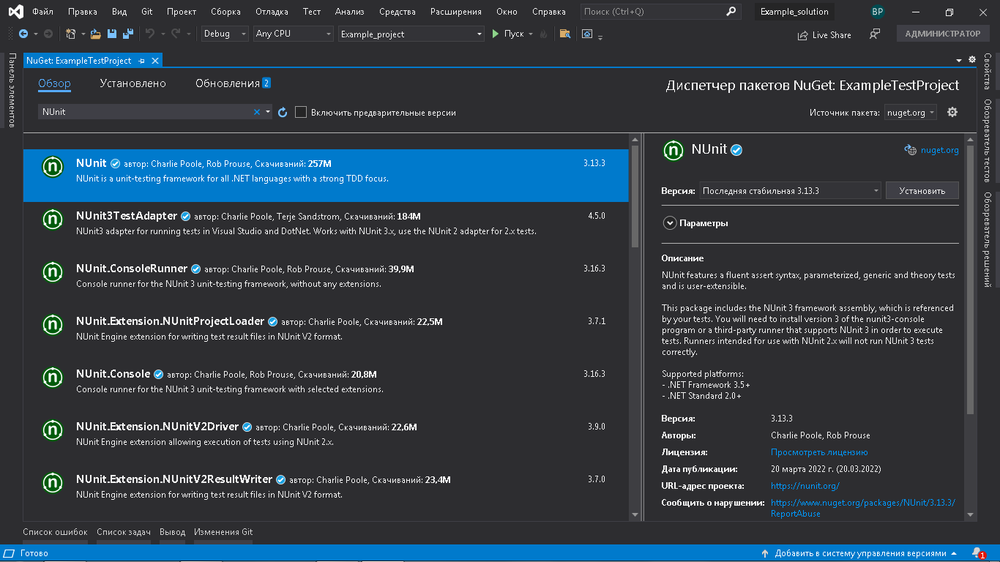 Файл Правка Вид Git Проект Сборка Отладка Тест Анализ Средства Расширения Окно Справка Поиск (Ctrl+Q) Example_solution BP
Debug Any CPU Example_project Пуск Live Share АДМИНИСТРАТОР
Панель элементов
NuGet: ExampleTestProject
Обзор Установлено Обновления 2
Диспетчер пакетов NuGet: ExampleTestProject
NUnit Включить предварительные версии
Источник пакета: nuget.org
NUnit автор: Charlie Poole, Rob Prouse, Скачиваний: 257M 3.13.3
NUnit is a unit-testing framework for all .NET languages with a strong TDD focus.
NUnit3TestAdapter автор: Charlie Poole, Terje Sandstrom, Скачиваний: 184M 4.5.0
NUnit3 adapter for running tests in Visual Studio and DotNet. Works with NUnit 3.x, use the NUnit 2 adapter for 2.x tests.
NUnit.ConsoleRunner автор: Charlie Poole, Rob Prouse, Скачиваний: 39,9M 3.16.3
Console runner for the NUnit 3 unit-testing framework, without any extensions.
NUnit.Extension.NUnitProjectLoader автор: Charlie Poole, Скачиваний: 22,5M 3.7.1
NUnit Engine extension for writing test result files in NUnit V2 format.
NUnit.Console автор: Charlie Poole, Rob Prouse, Скачиваний: 20,8M 3.16.3
Console runner for the NUnit 3 unit-testing framework with selected extensions.
NUnit.Extension.NUnitV2Driver автор: Charlie Poole, Скачиваний: 22,6M 3.9.0
NUnit Engine extension allowing execution of tests using NUnit 2.x.
NUnit.Extension.NUnitV2ResultWriter автор: Charlie Poole, Скачиваний: 23,4M 3.7.0
NUnit Engine extension for writing test result files in NUnit V2 format.
NUnit nuget.org
Версия: Последняя стабильная 3.13.3 Установить
Параметры
Описание
NUnit features a fluent assert syntax, parameterized, generic and theory tests
and is user-extensible.
This package includes the NUnit 3 framework assembly, which is referenced
by your tests. You will need to install version 3 of the nunit3-console
program or a third-party runner that supports NUnit 3 in order to execute
tests. Runners intended for use with NUnit 2.x will not run NUnit 3 tests
correctly.
Supported platforms:
- .NET Framework 3.5+
- .NET Standard 2.0+
Версия: 3.13.3
Авторы: Charlie Poole, Rob Prouse
Лицензия: Просмотреть лицензию
Дата публикации: 20 марта 2022 г. (20.03.2022)
URL-адрес проекта: https://nunit.org/
Сообщить о нарушении: https://www.nuget.org/packages/NUnit/3.13.3/
ReportAbuse
Свойства
Обозреватель тестов
Обозреватель решений
Список ошибок Список задач Вывод Изменения Git
Готово Добавить в систему управления версиями 1